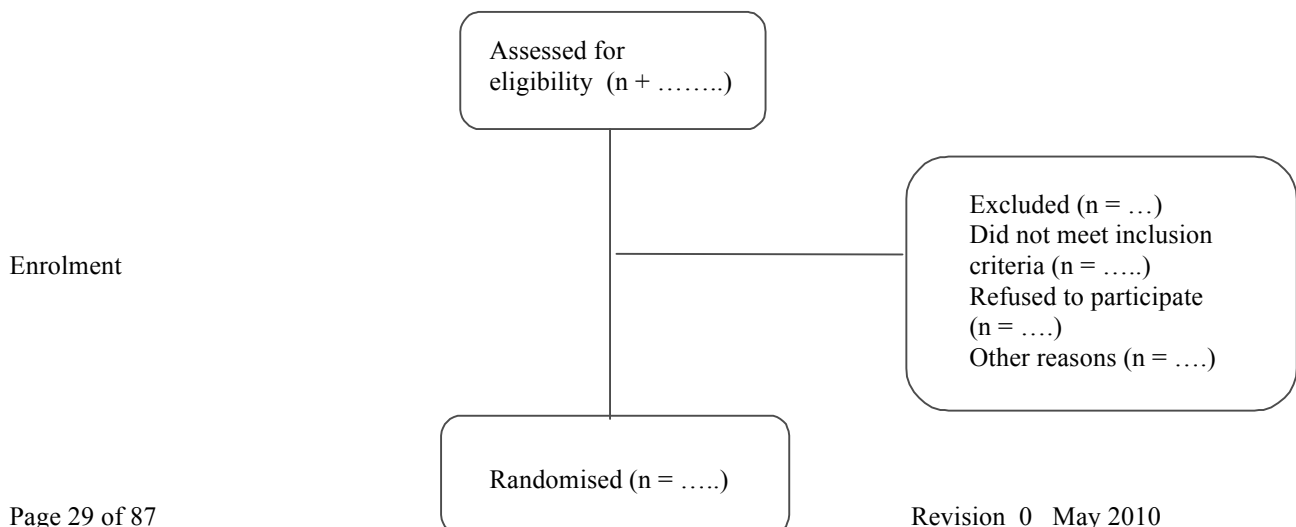 Assessed for
eligibility  (n + ……..)
Excluded (n = …)
Did not meet inclusion
criteria (n = …..)
Refused to participate
(n = ….)
Other reasons (n = ….)
Enrolment
Randomised (n = …..)
Page 29 of 87
Revision  0   May 2010